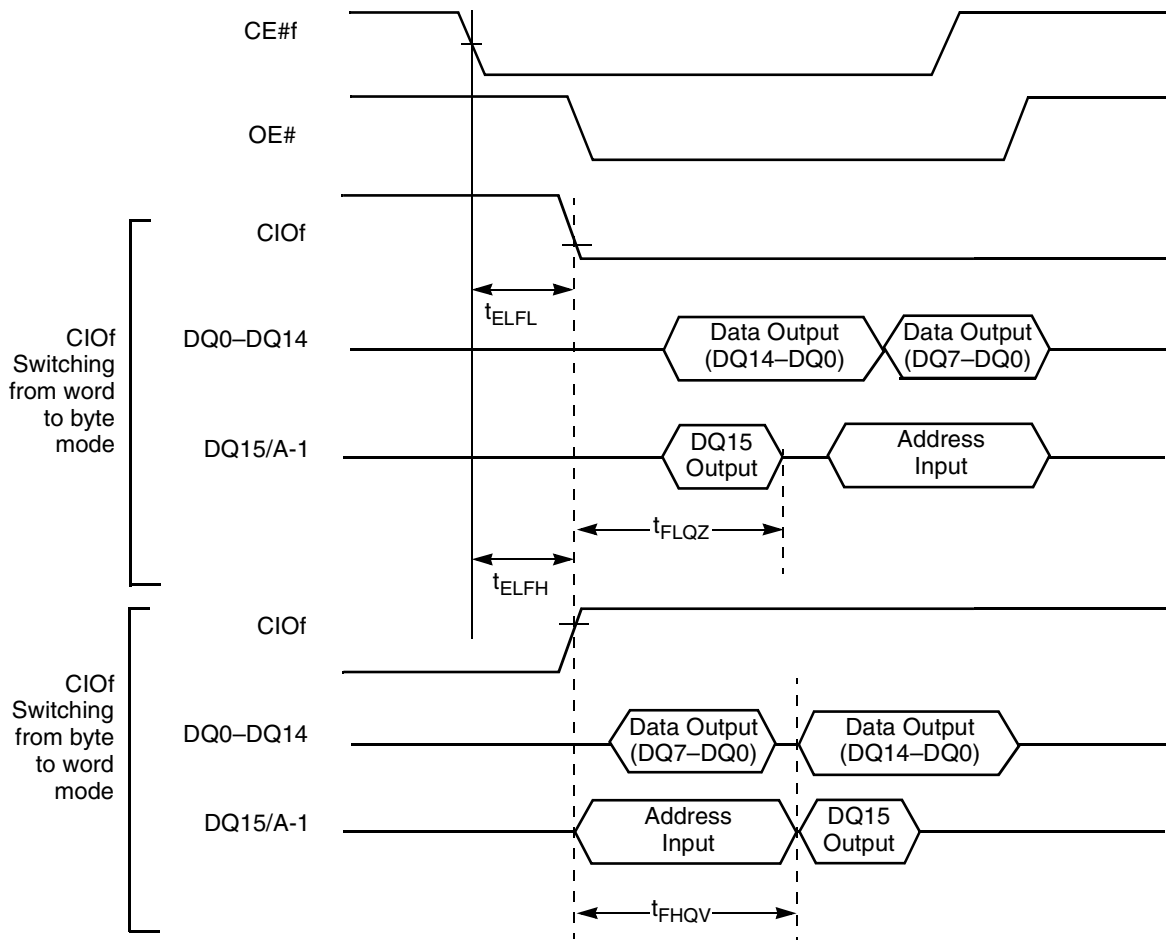 CE#f
OE#
CIOf
tELFL
CIOf
Switching
from word
to byte
mode
DQ0–DQ14
Data Output
(DQ14–DQ0)
Data Output
(DQ7–DQ0)
DQ15/A-1
DQ15
Output
Address
Input
tFLQZ
tELFH
CIOf
CIOf
Switching
from byte
to word
mode
DQ0–DQ14
Data Output
(DQ7–DQ0)
Data Output
(DQ14–DQ0)
DQ15/A-1
Address
Input
DQ15
Output
tFHQV